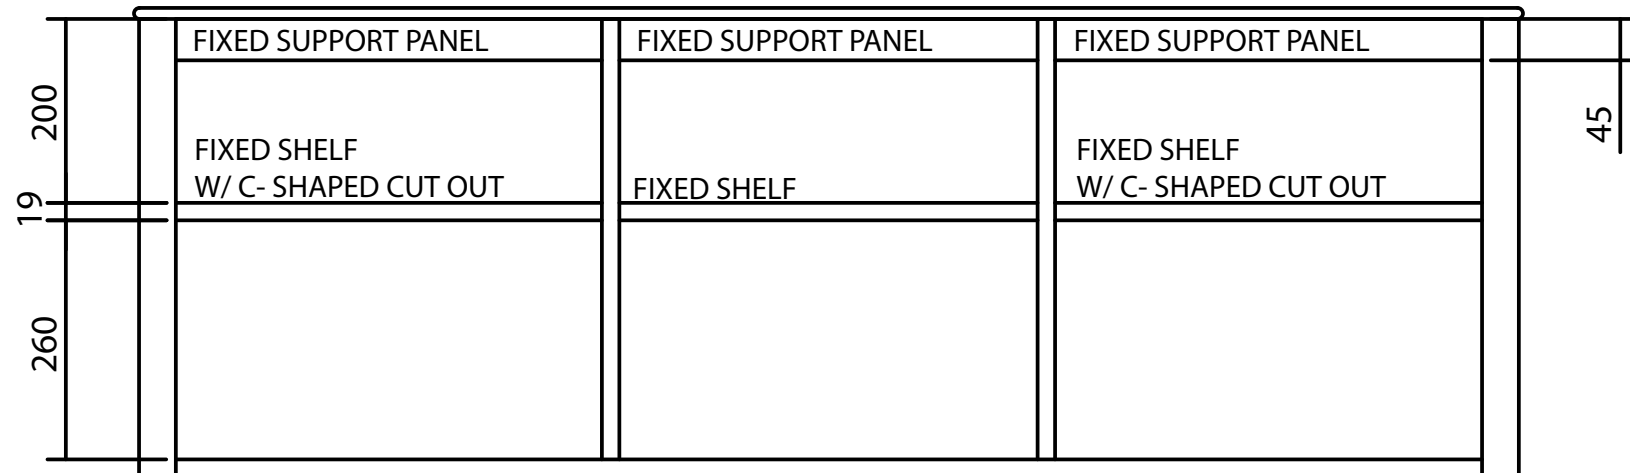 FIXED SUPPORT PANEL
FIXED SUPPORT PANEL
FIXED SUPPORT PANEL
200
45
FIXED SHELF
W/ C- SHAPED CUT OUT
FIXED SHELF
FIXED SHELF
W/ C- SHAPED CUT OUT
19
260